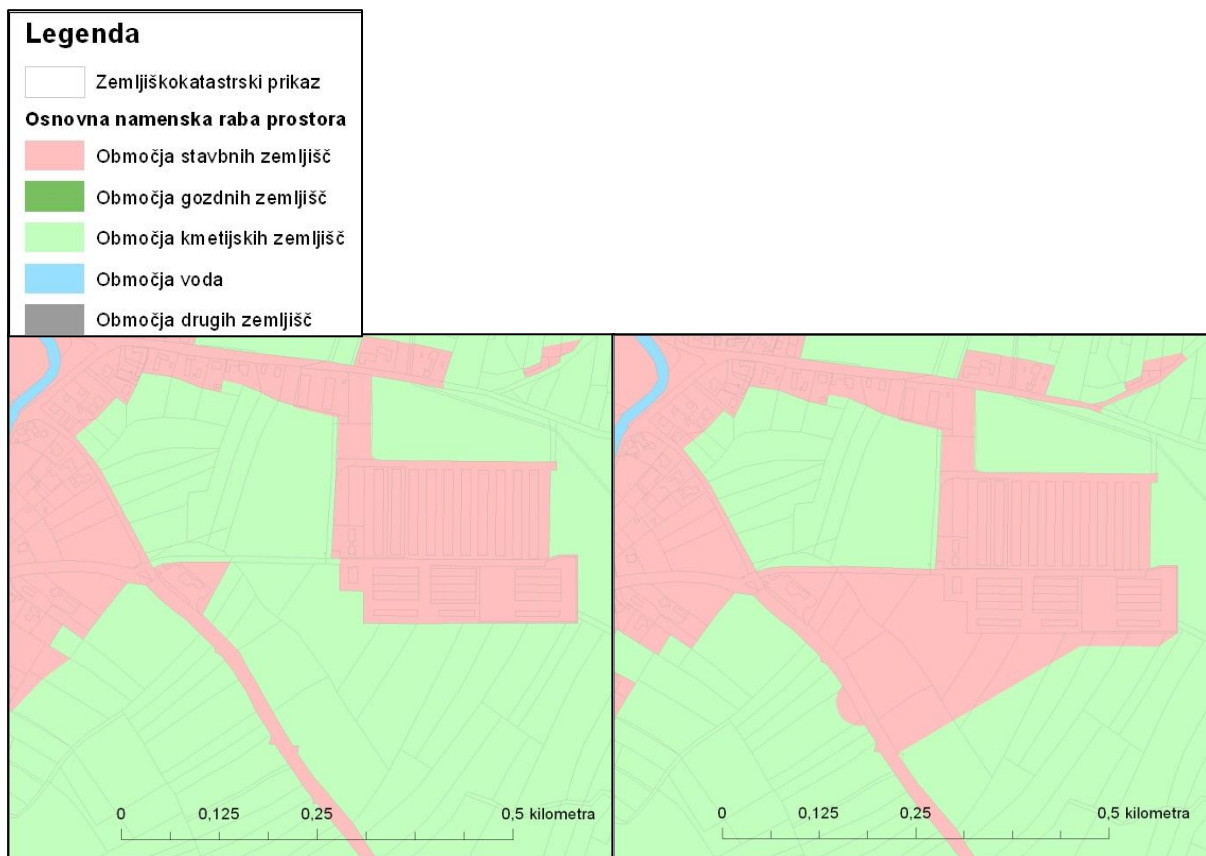 Legenda
Zemljiškokatastrski prikaz
Osnovna namenska raba prostora
Območja stavbnih zemljišč
Območja gozdnih zemljišč
Območja kmetijskih zemljišč
Območja voda
Območja drugih zemljišč
0 0,125 0,25 0,5 kilometra
0 0,125 0,25 0,5 kilometra